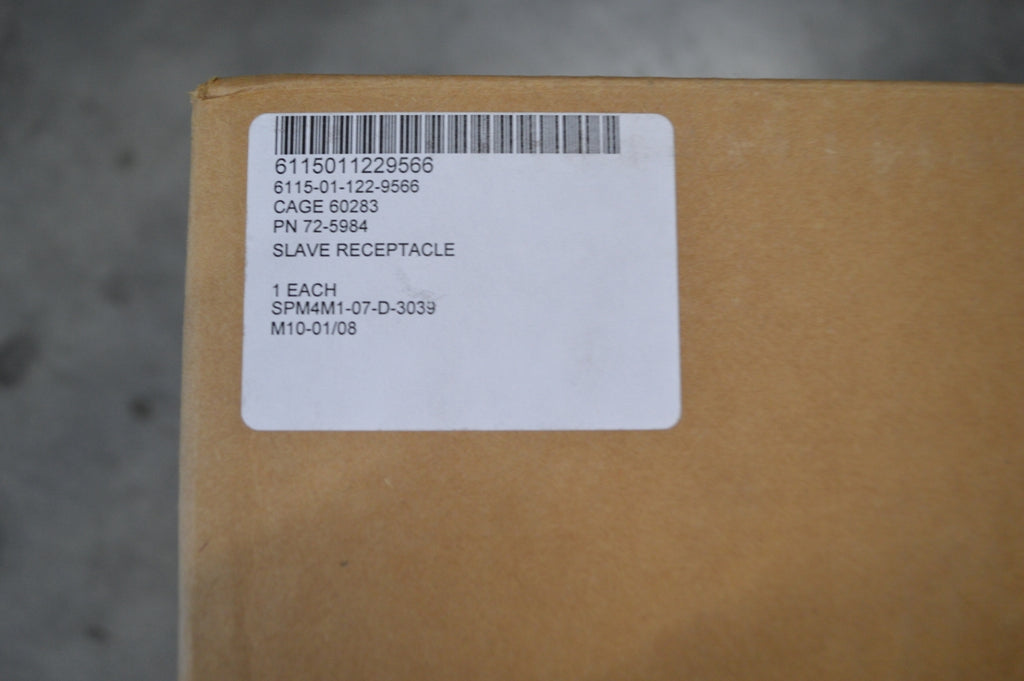 6115011229566
6115-01-122-9566
CAGE 60283
PN 72-5984
SLAVE RECEPTACLE
1 EACH
SPM4M1-07-D-3039
M10-01/08